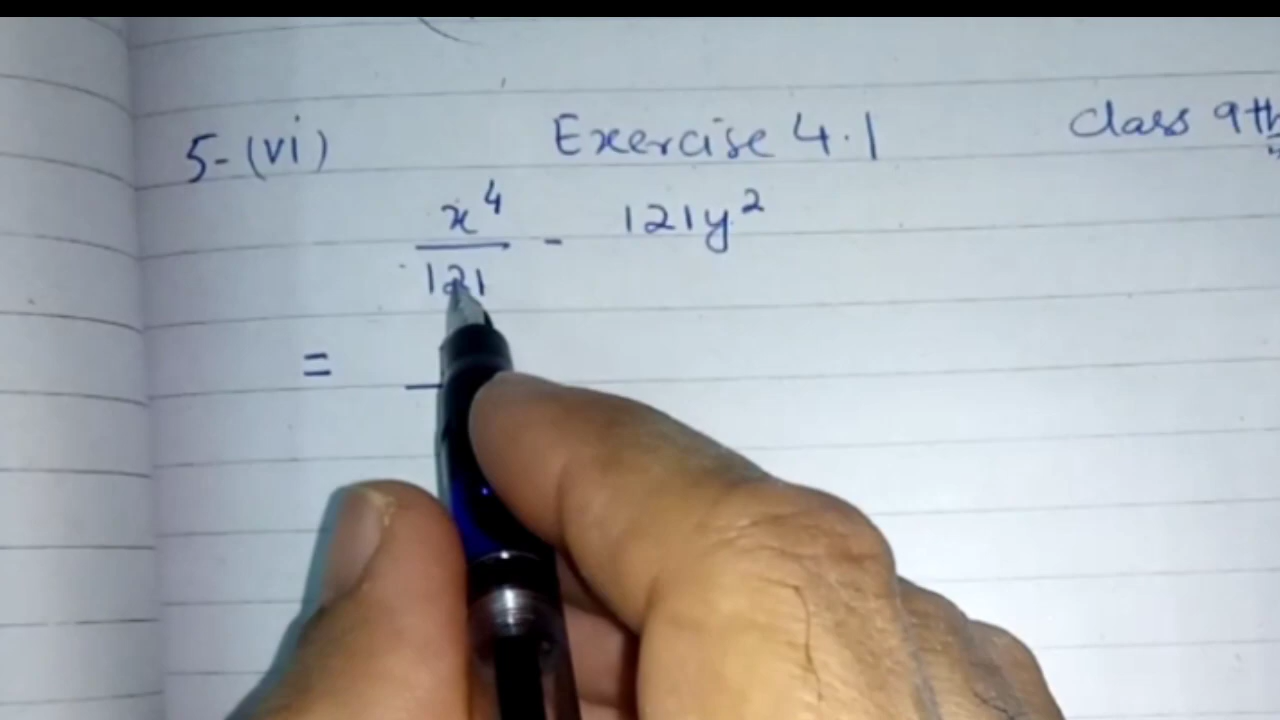 5-(vi) Exercise 4.1 Class 9th
x⁴/121 - 121y²
=